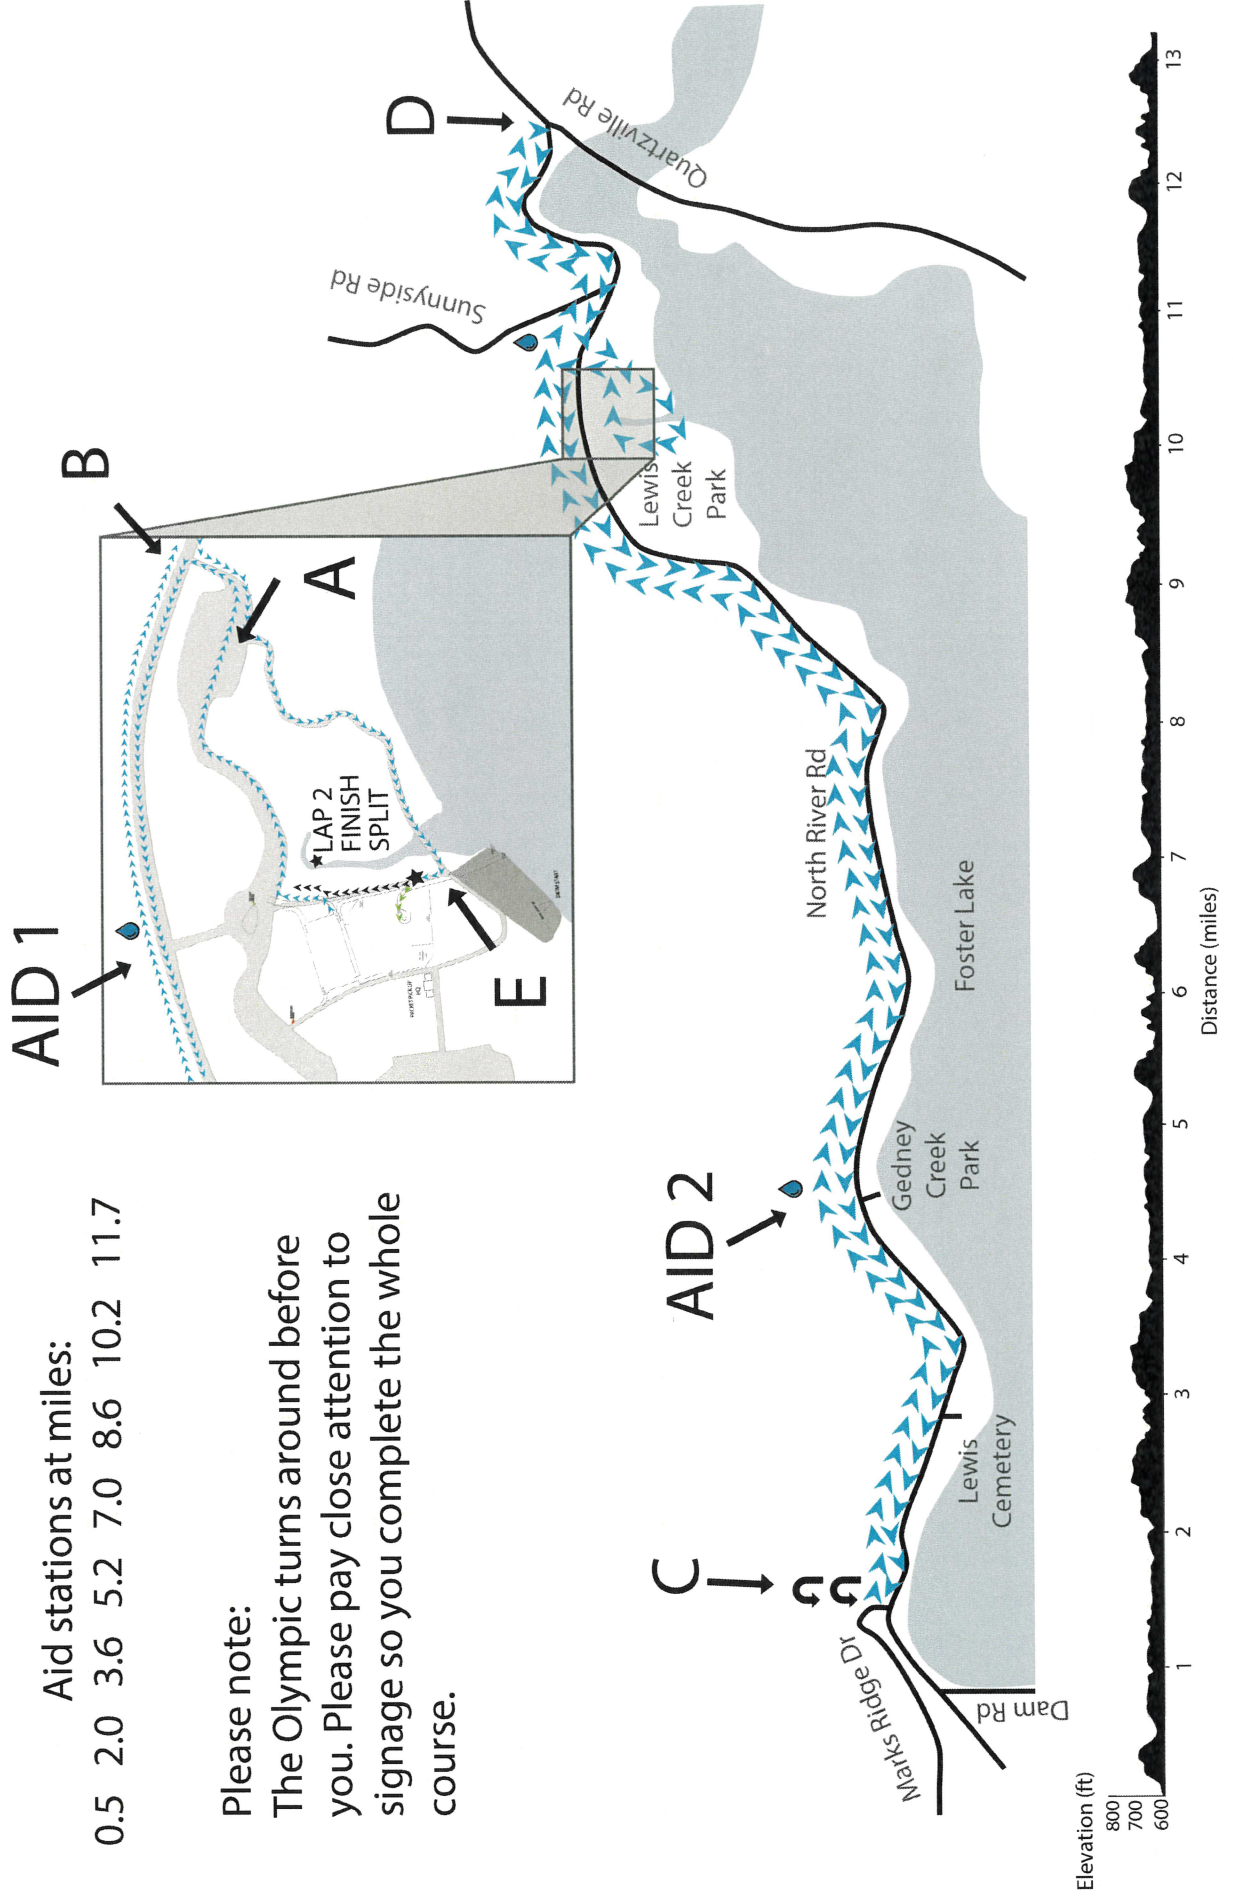 Aid stations at miles:
0.5 2.0 3.6 5.2 7.0 8.6 10.2 11.7
Please note:
The Olympic turns around before
you. Please pay close attention to
signage so you complete the whole
course.
AID 1
B
A
LAP 2
FINISH
SPLIT
E
D
Sunnyside Rd
Quartzville Rd
Lewis
Creek
Park
North River Rd
Foster Lake
AID 2
Gedney
Creek
Park
C
Lewis
Cemetery
Marks Ridge Dr
Dam Rd
Elevation (ft)
800
700
600
1 2 3 4 5 6 7 8 9 10 11 12 13
Distance (miles)